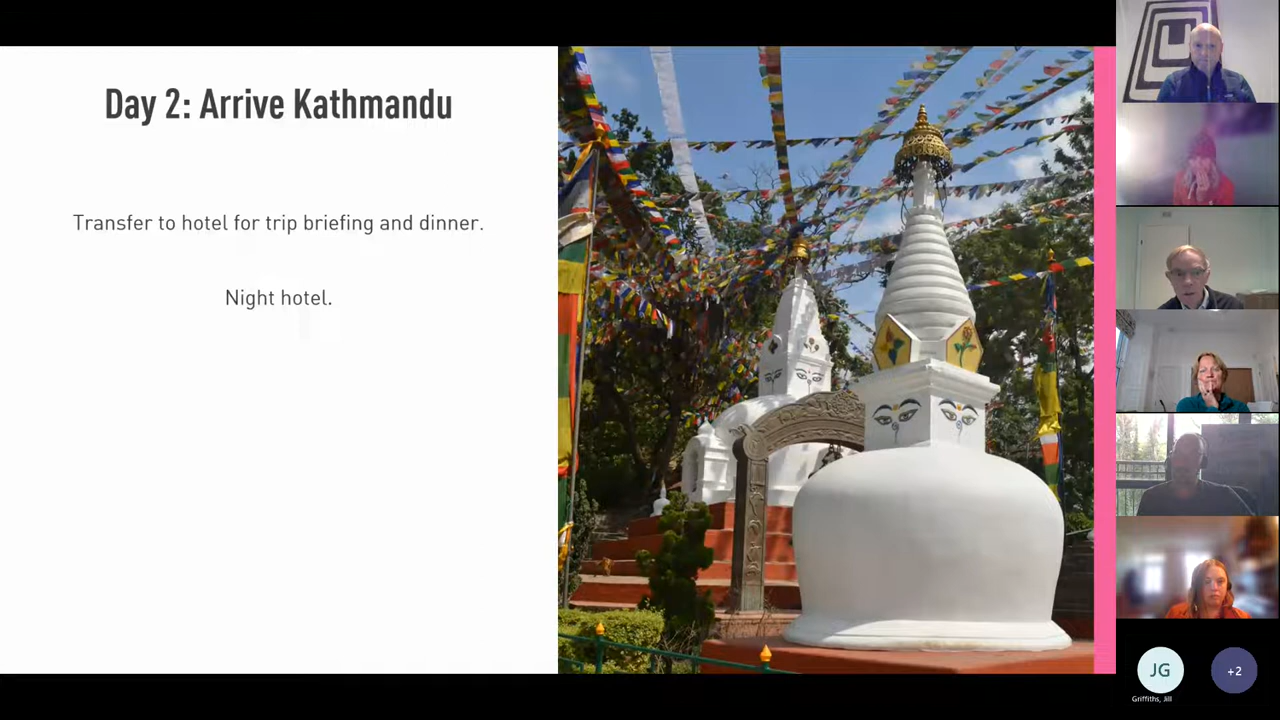 Day 2: Arrive Kathmandu
Transfer to hotel for trip briefing and dinner.
Night hotel.
JG
+2
Griffiths, Jill